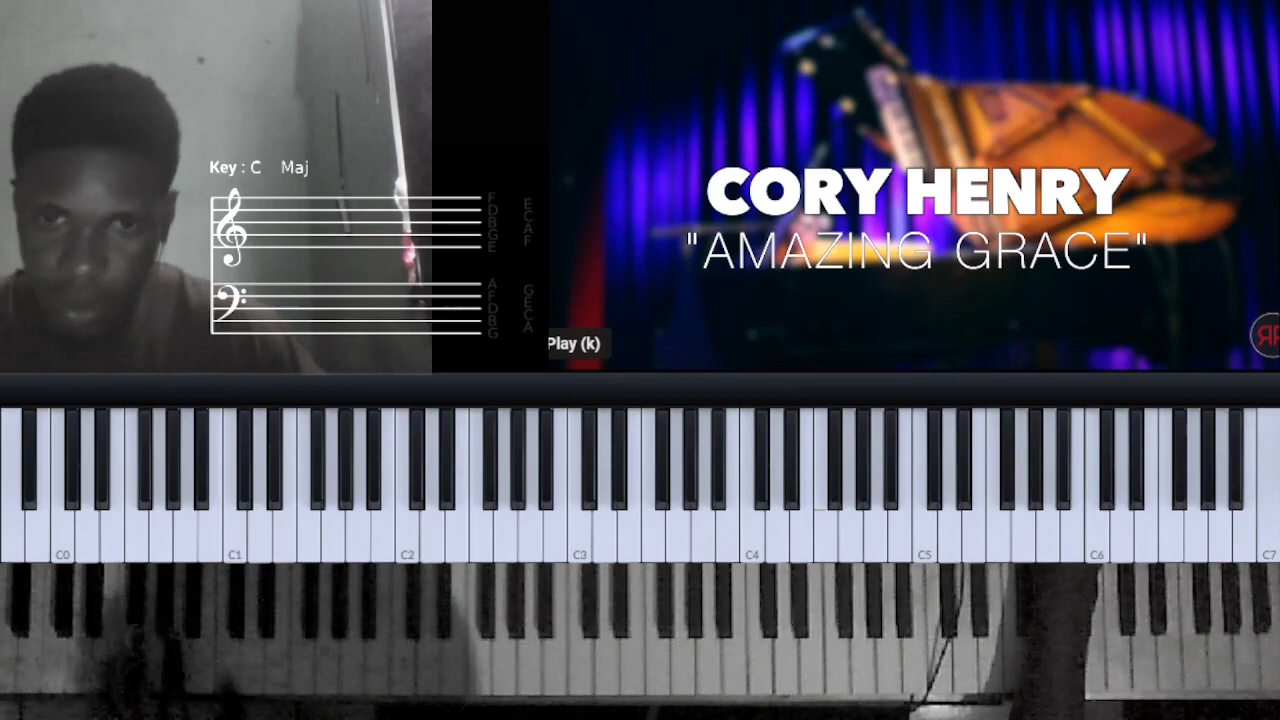 Key : C Maj
F
D
B
G
E
E
C
A
F
A
F
D
B
G
G
E
C
A
CORY HENRY
"AMAZING GRACE"
Play (k)
C0 C1 C2 C3 C4 C5 C6 C7